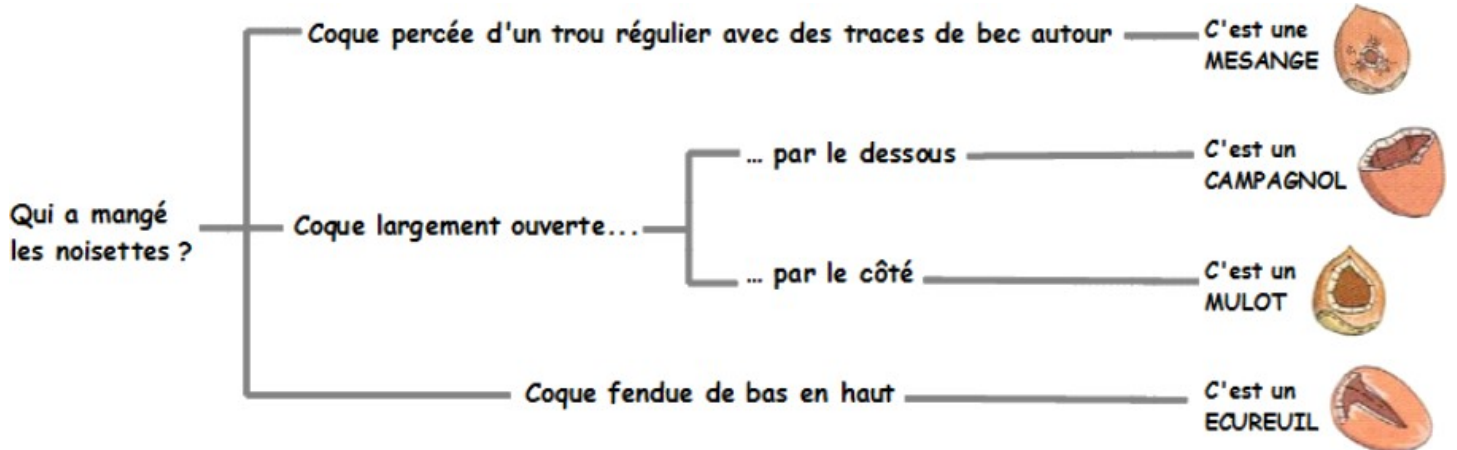 Coque percée d'un trou régulier avec des traces de bec autour
C'est une
MESANGE
... par le dessous
C'est un
CAMPAGNOL
Qui a mangé
les noisettes ?
Coque largement ouverte...
... par le côté
C'est un
MULOT
Coque fendue de bas en haut
C'est un
ECUREUIL